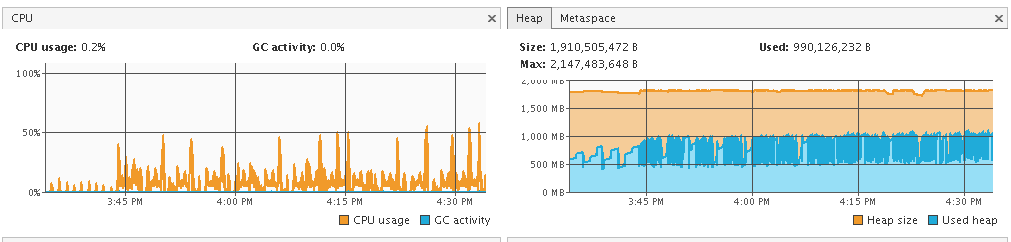 CPU
CPU usage: 0.2%
GC activity: 0.0%
100%
50%
0%
3:45 PM
4:00 PM
4:15 PM
4:30 PM
CPU usage
GC activity
Heap
Metaspace
Size: 1,910,505,472 B
Used: 990,126,232 B
Max: 2,147,483,648 B
2,000 MB
1,500 MB
1,000 MB
500 MB
0 MB
3:45 PM
4:00 PM
4:15 PM
4:30 PM
Heap size
Used heap